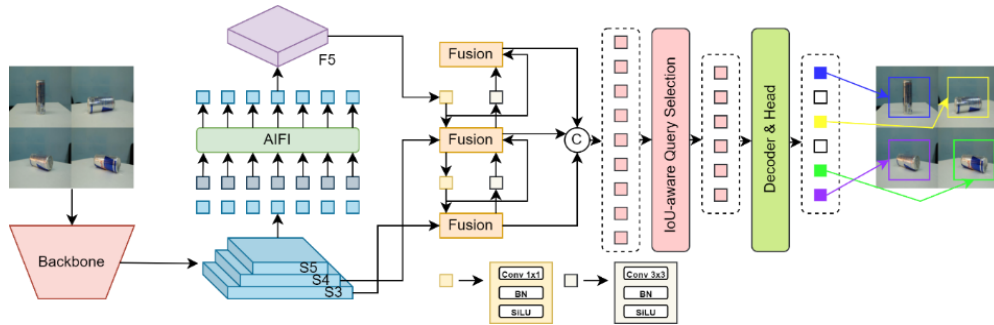 F5
Fusion
AIFI
Fusion
C
IoU-aware Query Selection
Decoder & Head
Backbone
Fusion
S5
S4
S3
Conv 1x1
BN
SiLU
Conv 3x3
BN
SiLU